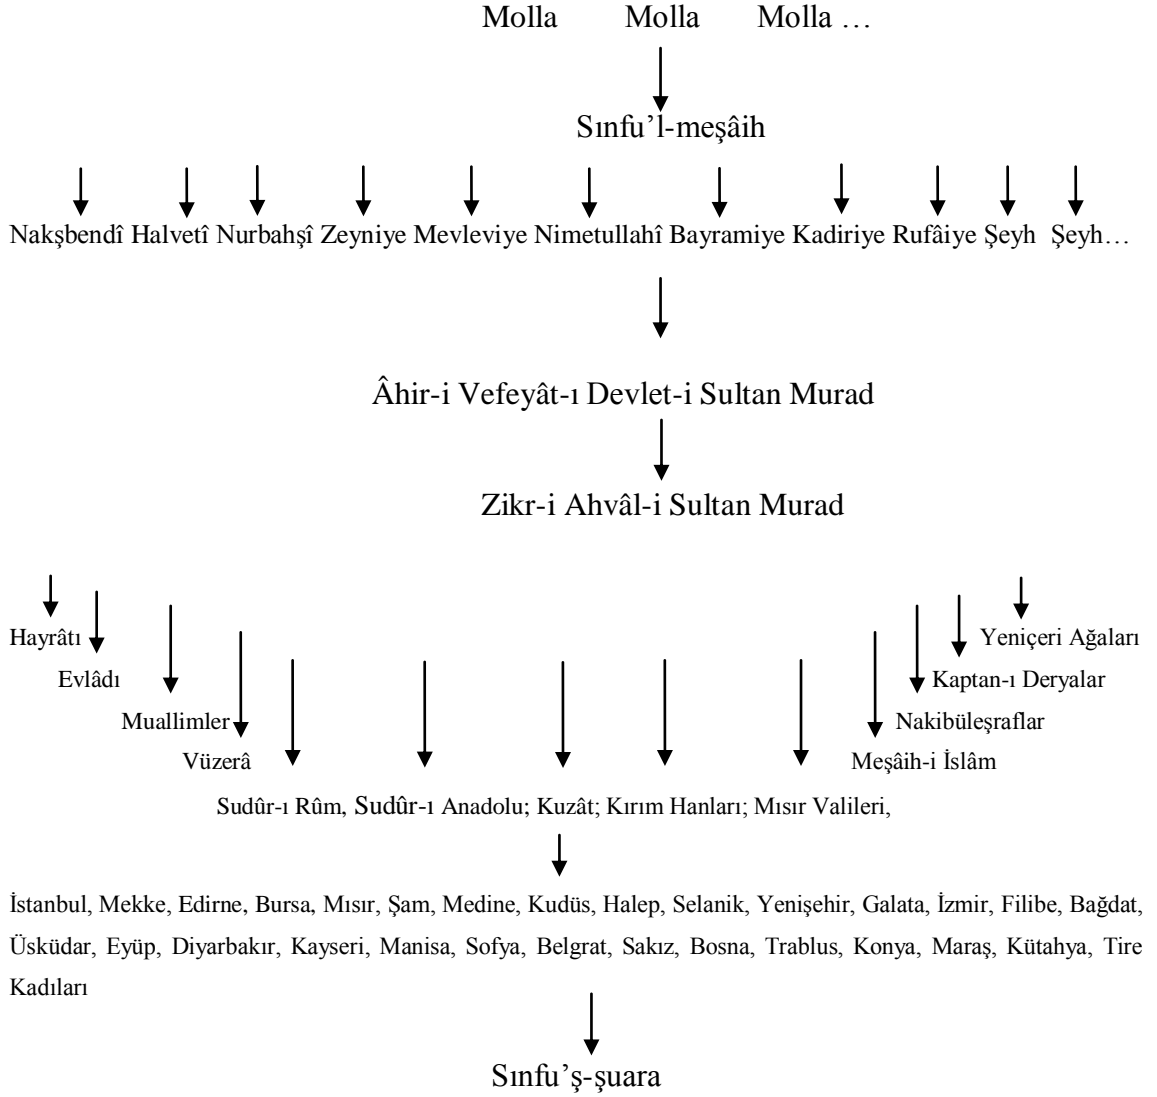 Molla Molla Molla …
Sınfu’l-meşâih
Nakşbendî Halvetî Nurbahşî Zeyniye Mevleviye Nimetullahî Bayramiye Kadiriye Rufâiye Şeyh Şeyh…
Âhir-i Vefeyât-ı Devlet-i Sultan Murad
Zikr-i Ahvâl-i Sultan Murad
Hayrâtı Yeniçeri Ağaları
Evlâdı Kaptan-ı Deryalar
Muallimler Nakibüleşraflar
Vüzerâ Meşâih-i İslâm
Sudûr-ı Rûm, Sudûr-ı Anadolu; Kuzât; Kırım Hanları; Mısır Valileri,
İstanbul, Mekke, Edirne, Bursa, Mısır, Şam, Medine, Kudüs, Halep, Selanik, Yenişehir, Galata, İzmir, Filibe, Bağdat,
Üsküdar, Eyüp, Diyarbakır, Kayseri, Manisa, Sofya, Belgrat, Sakız, Bosna, Trablus, Konya, Maraş, Kütahya, Tire
Kadıları
Sınfu’ş-şuara